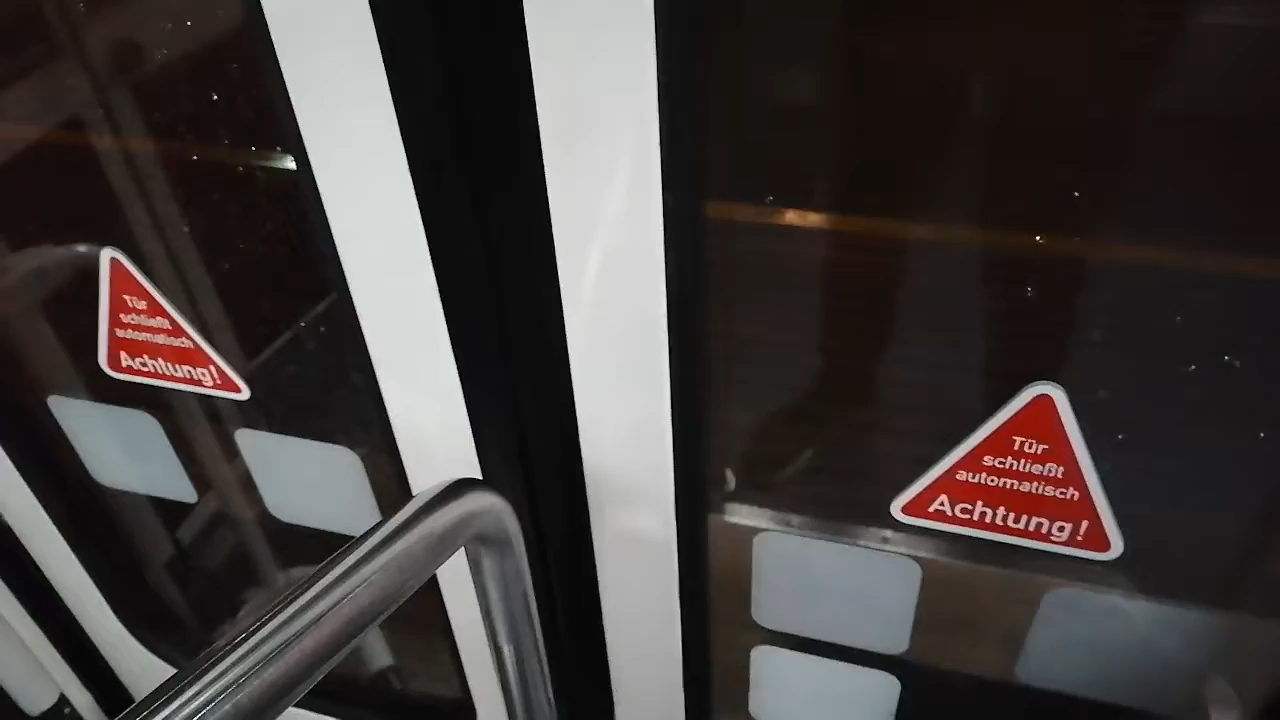 Tür
schließt
automatisch
Achtung!
Tür
schließt
automatisch
Achtung!